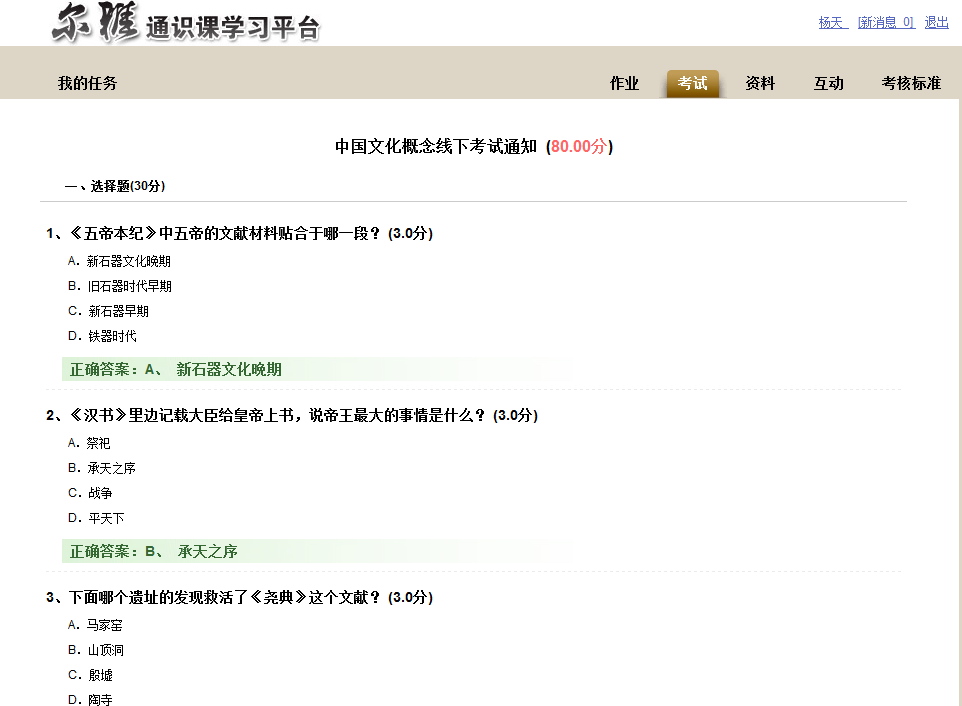 尔雅 通识课学习平台
杨天 [新消息 0] 退出
我的任务 作业 考试 资料 互动 考核标准
中国文化概念线下考试通知 (80.00分)
一、选择题(30分)
1、《五帝本纪》中五帝的文献材料贴合于哪一段？ (3.0分)
A. 新石器文化晚期
B. 旧石器时代早期
C. 新石器早期
D. 铁器时代
正确答案：A、 新石器文化晚期
2、《汉书》里边记载大臣给皇帝上书，说帝王最大的事情是什么？ (3.0分)
A. 祭祀
B. 承天之序
C. 战争
D. 平天下
正确答案：B、 承天之序
3、下面哪个遗址的发现救活了《尧典》这个文献？ (3.0分)
A. 马家窑
B. 山顶洞
C. 殷墟
D. 陶寺